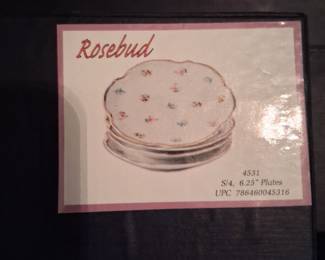 Rosebud
4531
S/4, 6.25" Plates
UPC 786460045316